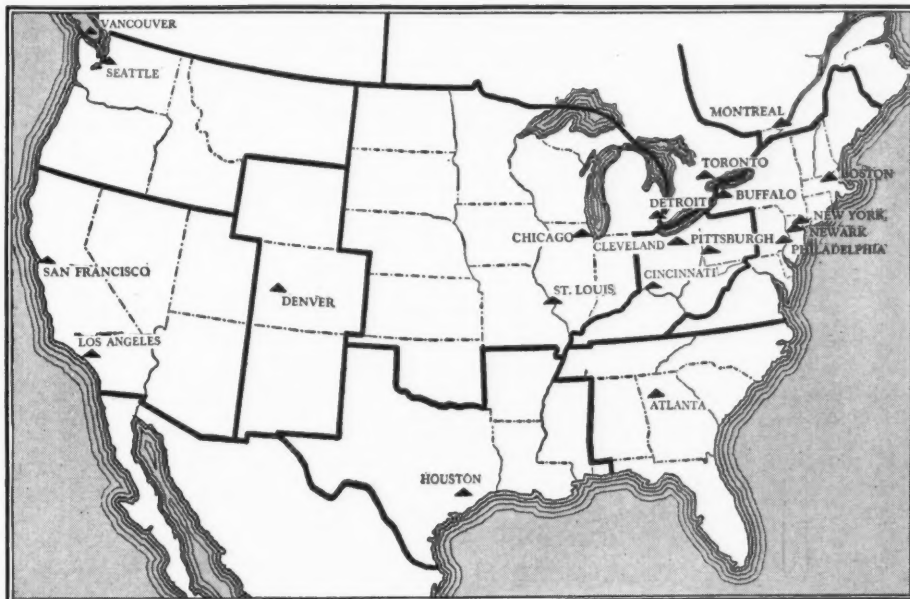 VANCOUVER
SEATTLE
MONTREAL
TORONTO
BOSTON
BUFFALO
DETROIT
NEW YORK,
NEWARK
CHICAGO
CLEVELAND
PITTSBURGH
PHILADELPHIA
SAN FRANCISCO
CINCINNATI
DENVER
ST. LOUIS
LOS ANGELES
ATLANTA
HOUSTON